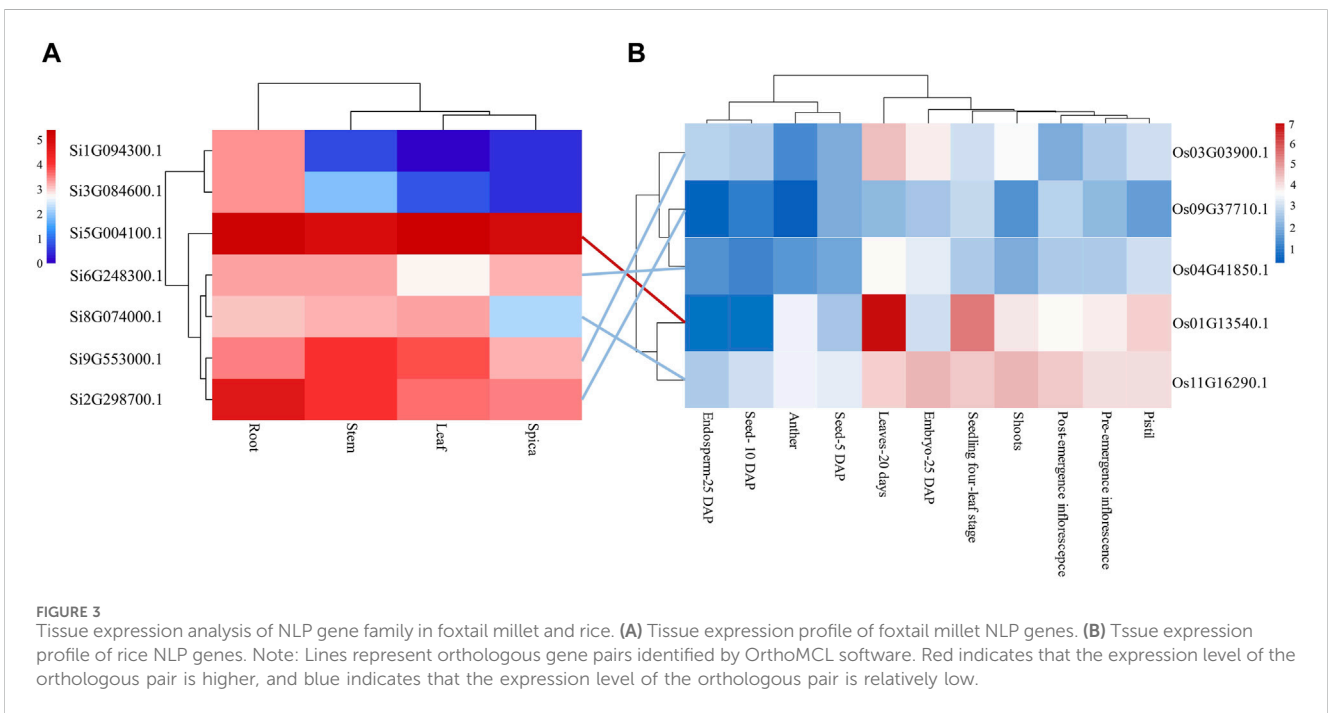 A
B
5
4
3
2
1
0
Si1G094300.1
Si3G084600.1
Si5G004100.1
Si6G248300.1
Si8G074000.1
Si9G553000.1
Si2G298700.1
Root
Stem
Leaf
Spica
Os03G03900.1
Os09G37710.1
Os04G41850.1
Os01G13540.1
Os11G16290.1
7
6
5
4
3
2
1
Endosperm-25 DAP
Seed- 10 DAP
Anther
Seed-5 DAP
Leaves-20 days
Embryo-25 DAP
Seedling four-leaf stage
Shoots
Post-emergence inflorescepce
Pre-emergence inflorescence
Pistil
FIGURE 3
Tissue expression analysis of NLP gene family in foxtail millet and rice. (A) Tissue expression profile of foxtail millet NLP genes. (B) Tssue expression
profile of rice NLP genes. Note: Lines represent orthologous gene pairs identified by OrthoMCL software. Red indicates that the expression level of the
orthologous pair is higher, and blue indicates that the expression level of the orthologous pair is relatively low.